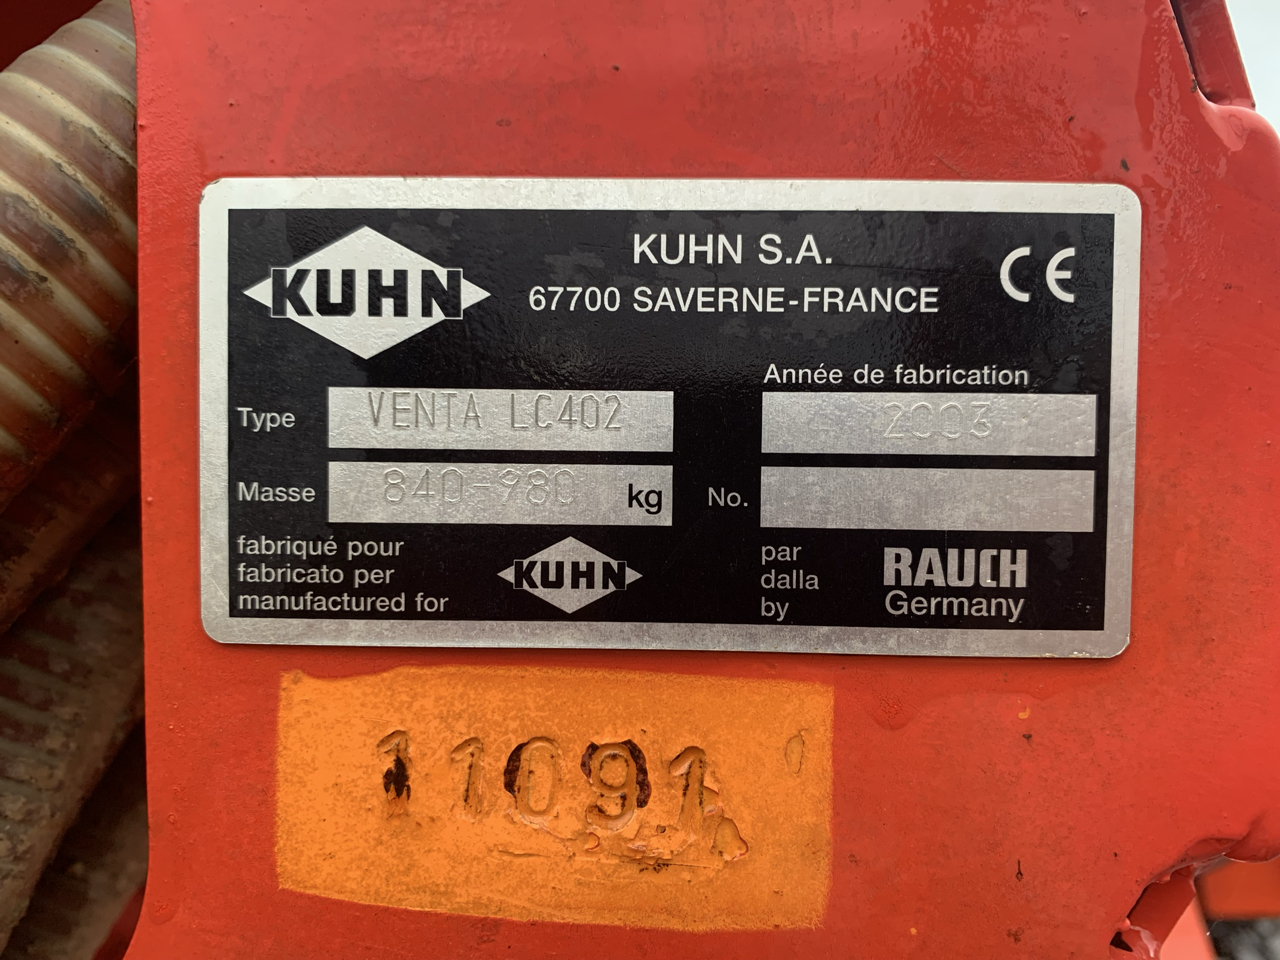 KUHN
KUHN S.A.
67700 SAVERNE-FRANCE
CE
Année de fabrication
Type VENTA LC402
2003
Masse 840-980 kg
No.
fabriqué pour
fabricato per
manufactured for
KUHN
par
dalla
by
RAUCH
Germany
11091